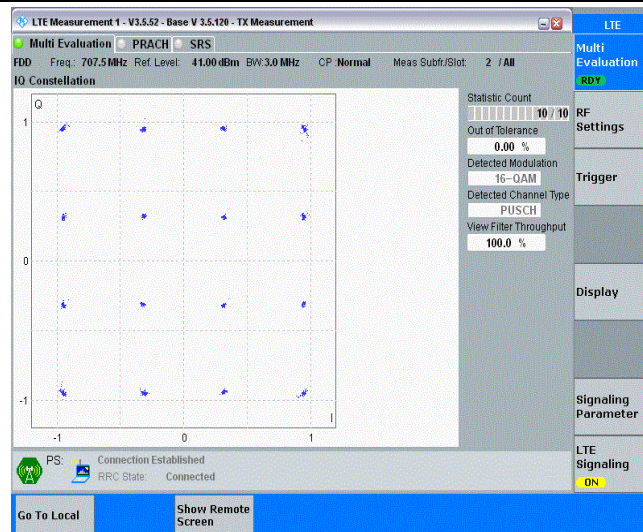 LTE Measurement 1 - V3.5.52 - Base V 3.5.120 - TX Measurement
LTE
Multi Evaluation PRACH SRS
FDD Freq.: 707.5 MHz Ref. Level: 41.00 dBm BW:3.0 MHz CP :Normal Meas Subfr./Slot: 2 / All
IQ Constellation
Multi
Evaluation
RDY
Q
1
0
-1
I
-1 0 1
Statistic Count
10 / 10
Out of Tolerance
0.00 %
Detected Modulation
16-QAM
Detected Channel Type
PUSCH
View Filter Throughput
100.0 %
RF
Settings
Trigger
Display
Signaling
Parameter
LTE
Signaling
ON
PS: Connection Established
RRC State: Connected
Go To Local
Show Remote
Screen